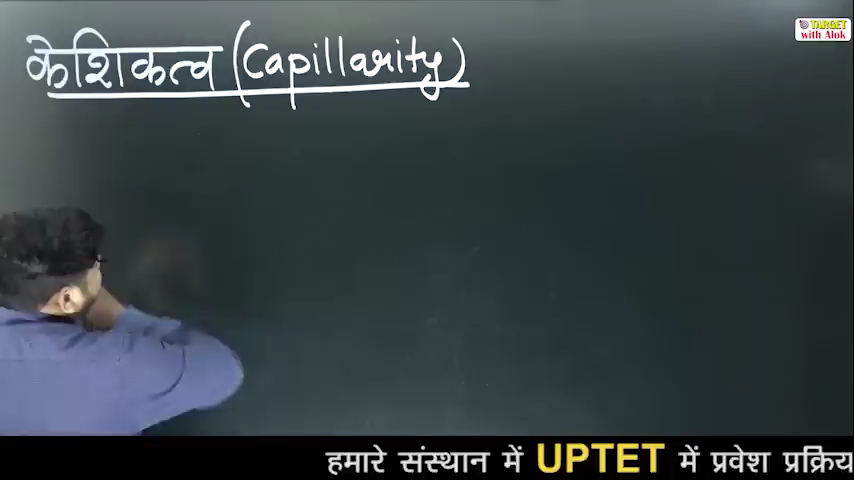 TARGET
with Alok
केशिकत्व (Capillarity)
हमारे संस्थान में UPTET में प्रवेश प्रक्रिय